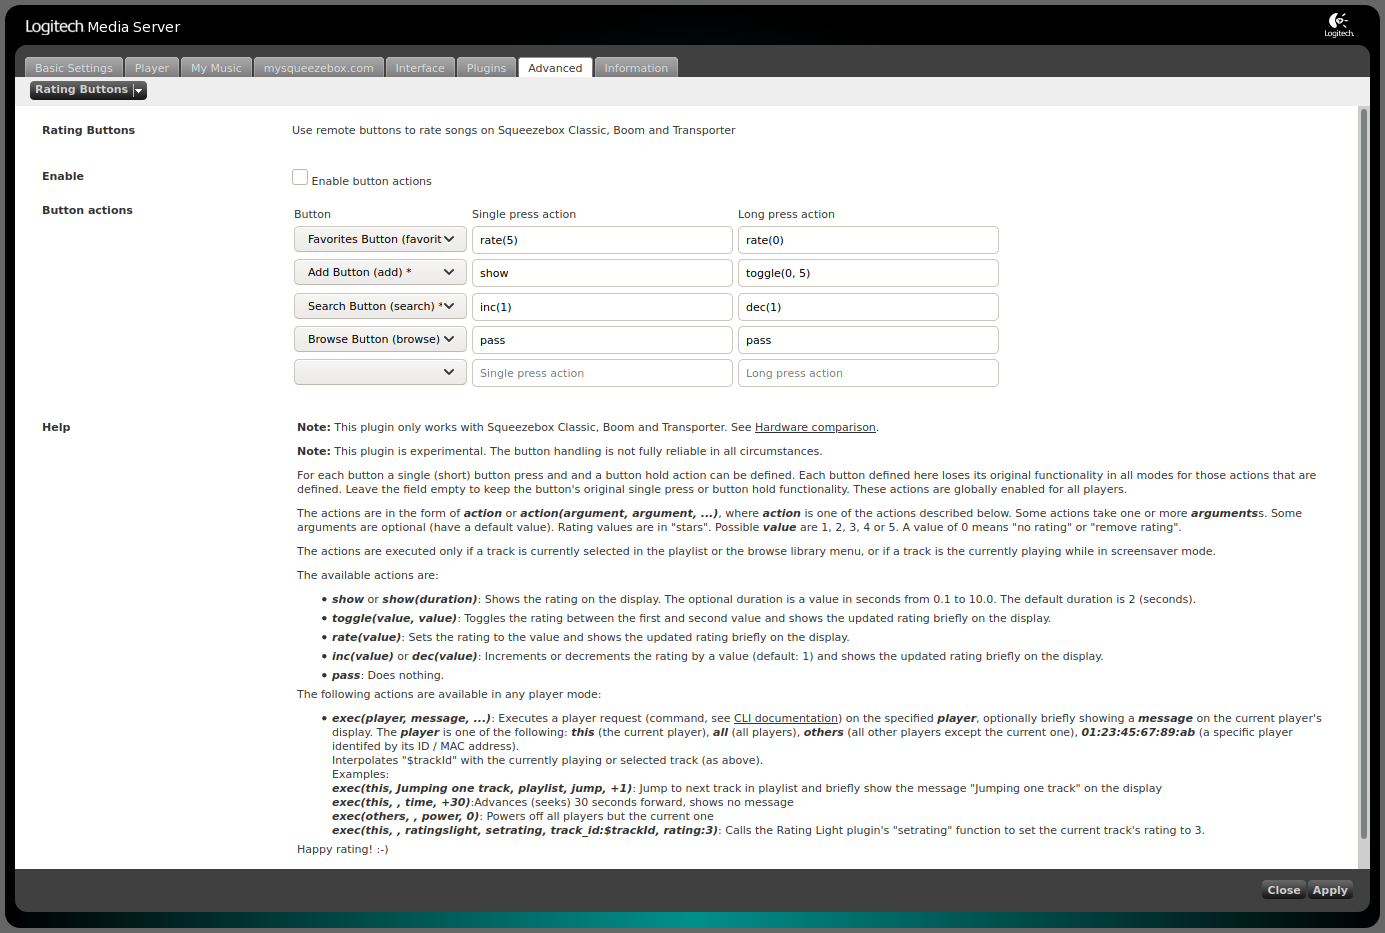 Logitech Media Server
Logitech
Basic Settings Player My Music mysqueezebox.com Interface Plugins Advanced Information
Rating Buttons
Rating Buttons Use remote buttons to rate songs on Squeezebox Classic, Boom and Transporter
Enable Enable button actions
Button actions Button Single press action Long press action
Favorites Button (favorit rate(5) rate(0)
Add Button (add) * show toggle(0, 5)
Search Button (search) * inc(1) dec(1)
Browse Button (browse) pass pass
Single press action Long press action
Help Note: This plugin only works with Squeezebox Classic, Boom and Transporter. See Hardware comparison.
Note: This plugin is experimental. The button handling is not fully reliable in all circumstances.
For each button a single (short) button press and and a button hold action can be defined. Each button defined here loses its original functionality in all modes for those actions that are
defined. Leave the field empty to keep the button's original single press or button hold functionality. These actions are globally enabled for all players.
The actions are in the form of action or action(argument, argument, ...), where action is one of the actions described below. Some actions take one or more argumentss. Some
arguments are optional (have a default value). Rating values are in "stars". Possible value are 1, 2, 3, 4 or 5. A value of 0 means "no rating" or "remove rating".
The actions are executed only if a track is currently selected in the playlist or the browse library menu, or if a track is the currently playing while in screensaver mode.
The available actions are:
• show or show(duration): Shows the rating on the display. The optional duration is a value in seconds from 0.1 to 10.0. The default duration is 2 (seconds).
• toggle(value, value): Toggles the rating between the first and second value and shows the updated rating briefly on the display.
• rate(value): Sets the rating to the value and shows the updated rating briefly on the display.
• inc(value) or dec(value): Increments or decrements the rating by a value (default: 1) and shows the updated rating briefly on the display.
• pass: Does nothing.
The following actions are available in any player mode:
• exec(player, message, ...): Executes a player request (command, see CLI documentation) on the specified player, optionally briefly showing a message on the current player's
display. The player is one of the following: this (the current player), all (all players), others (all other players except the current one), 01:23:45:67:89:ab (a specific player
identifed by its ID / MAC address).
Interpolates "$trackId" with the currently playing or selected track (as above).
Examples:
exec(this, Jumping one track, playlist, jump, +1): Jump to next track in playlist and briefly show the message "Jumping one track" on the display
exec(this, , time, +30):Advances (seeks) 30 seconds forward, shows no message
exec(others, , power, 0): Powers off all players but the current one
exec(this, , ratingslight, setrating, track_id:$trackId, rating:3): Calls the Rating Light plugin's "setrating" function to set the current track's rating to 3.
Happy rating! :-)
Close Apply